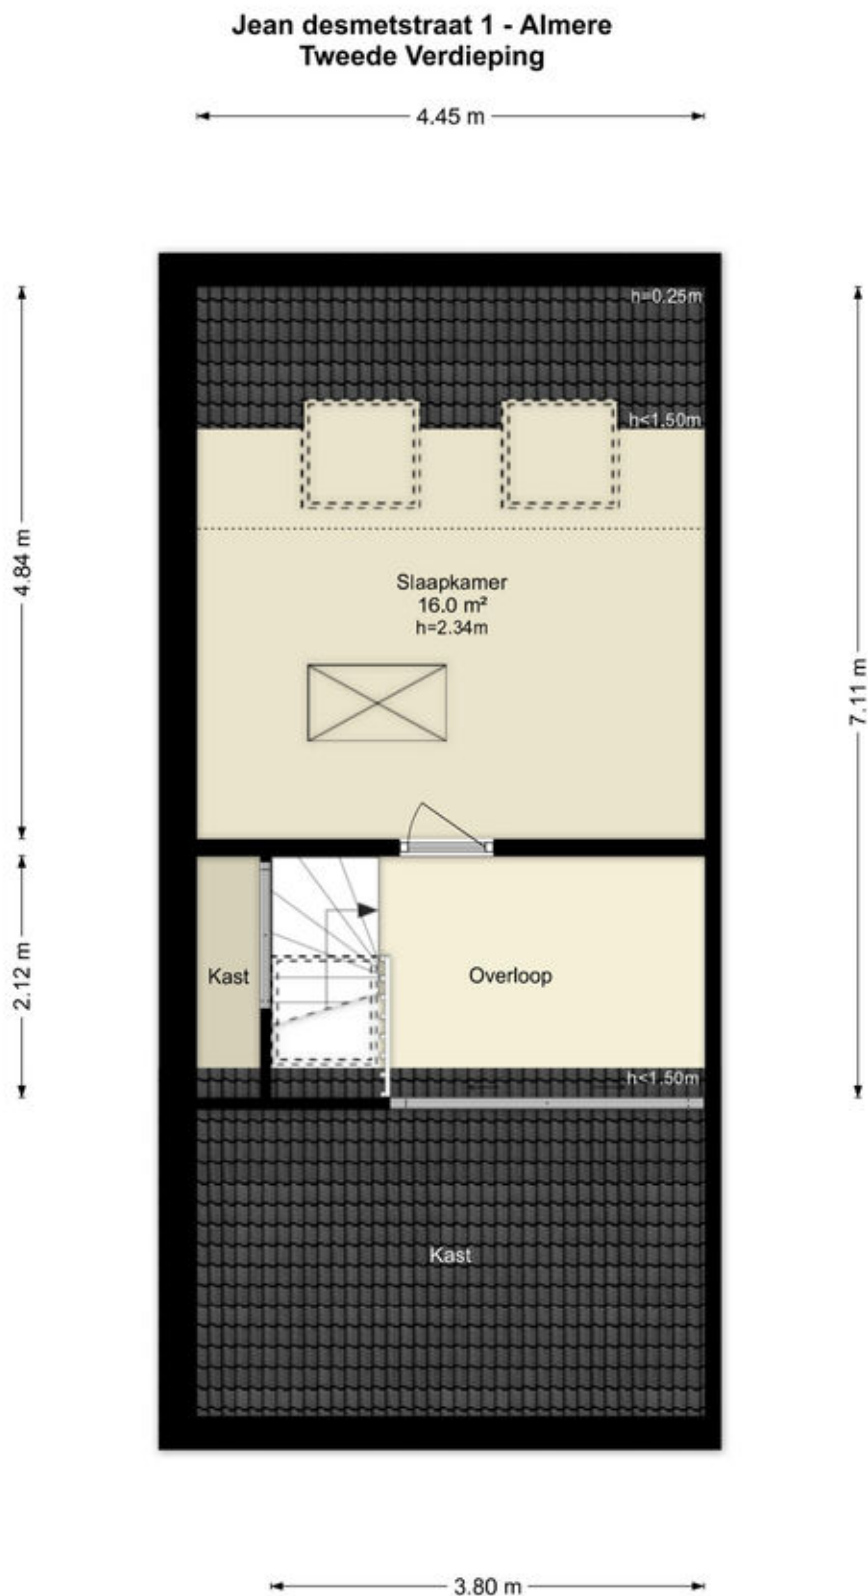 Jean desmetstraat 1 - Almere
Tweede Verdieping
4.45 m
h=0.25m
h<1.50m
4.84 m
Slaapkamer
16.0 m²
h=2.34m
7.11 m
2.12 m
Kast
Overloop
h<1.50m
Kast
3.80 m